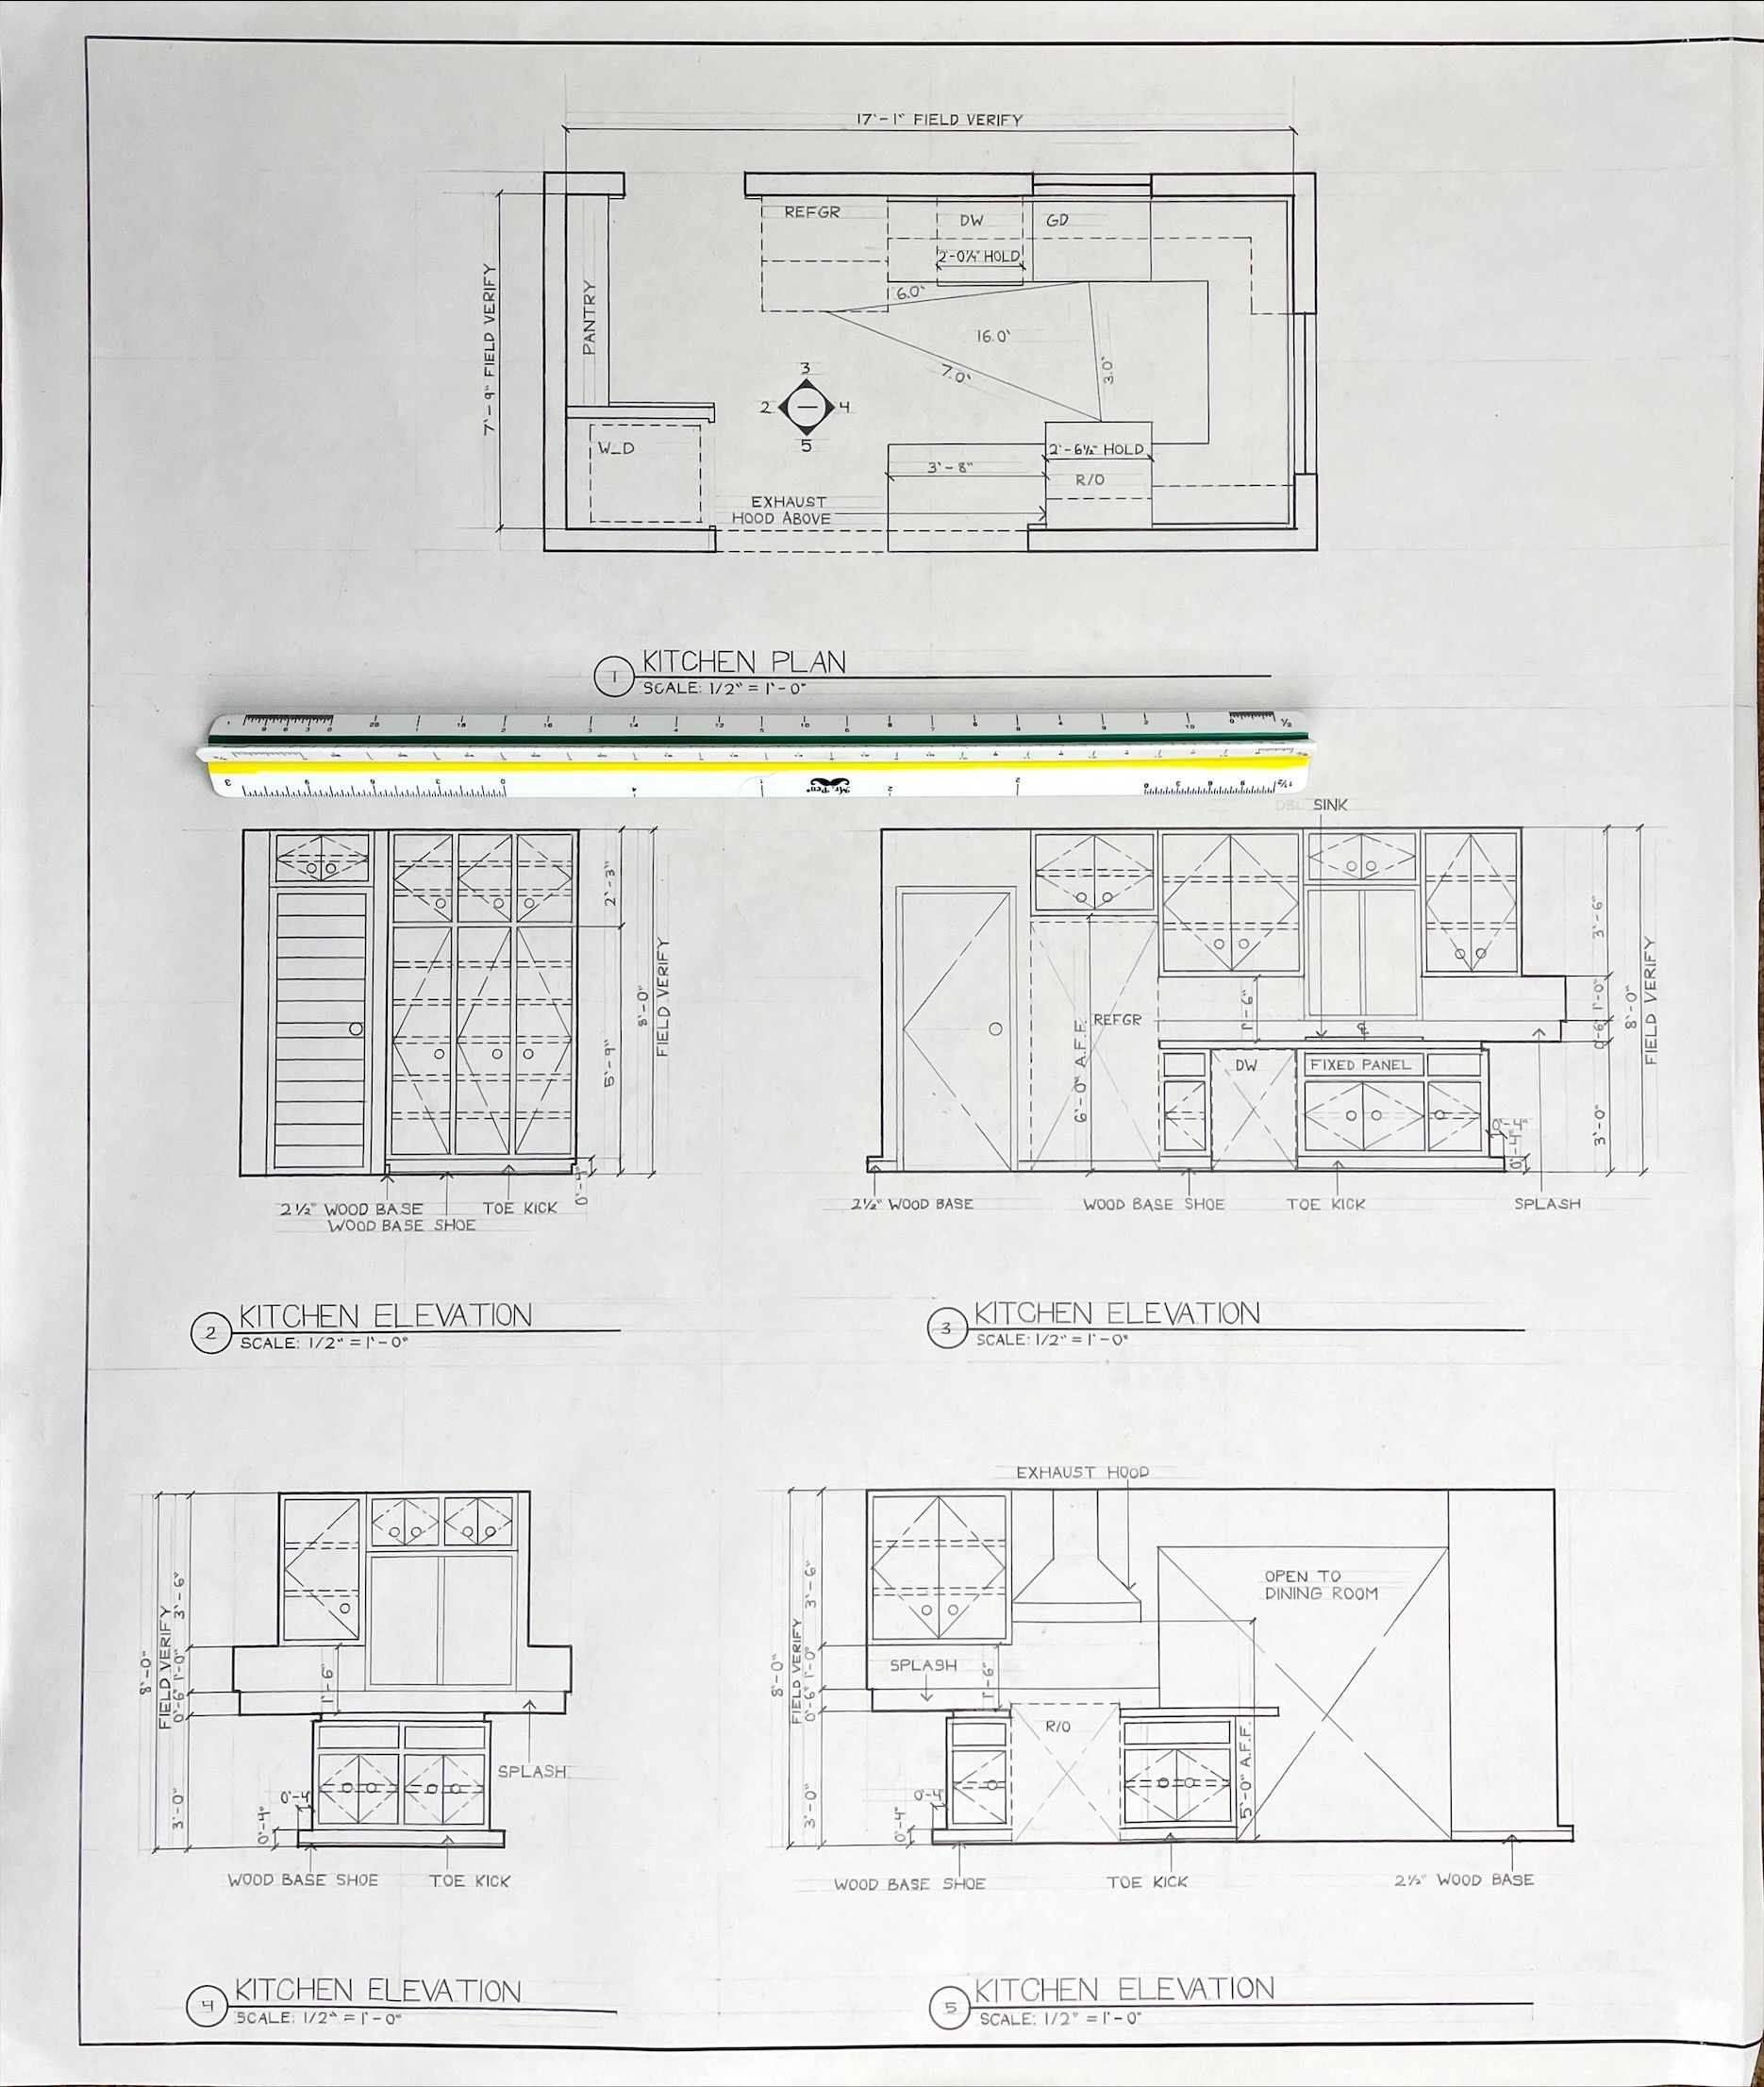 17'-1" FIELD VERIFY
7'-9" FIELD VERIFY
PANTRY
REFGR
DW
GD
2'-0¼" HOLD
6.0'
16.0'
7.0'
3.0'
3
2
4
5
W_D
2'-6½" HOLD
3'-8"
R/O
EXHAUST
HOOD ABOVE
1
KITCHEN PLAN
SCALE: 1/2" = 1'-0"
Mr. Pen
SINK
2'-3"
5'-9"
8'-0"
FIELD VERIFY
0'-4"
2½" WOOD BASE
WOOD BASE SHOE
TOE KICK
REFGR
6'-0" A.F.F.
1'-6"
DW
FIXED PANEL
3'-6"
1'-0"
0'-6"
3'-0"
8'-0"
FIELD VERIFY
0'-4"
0'-4"
2½" WOOD BASE
WOOD BASE SHOE
TOE KICK
SPLASH
2
KITCHEN ELEVATION
SCALE: 1/2" = 1'-0"
3
KITCHEN ELEVATION
SCALE: 1/2" = 1'-0"
8'-0"
FIELD VERIFY
3'-6"
1'-0"
0'-6"
3'-0"
1'-6"
0'-4"
0'-4"
SPLASH
WOOD BASE SHOE
TOE KICK
EXHAUST HOOD
8'-0"
FIELD VERIFY
3'-6"
1'-0"
0'-6"
3'-0"
SPLASH
1'-6"
R/O
0'-4"
0'-4"
5'-0" A.F.F.
OPEN TO
DINING ROOM
WOOD BASE SHOE
TOE KICK
2½" WOOD BASE
4
KITCHEN ELEVATION
SCALE: 1/2" = 1'-0"
5
KITCHEN ELEVATION
SCALE: 1/2" = 1'-0"